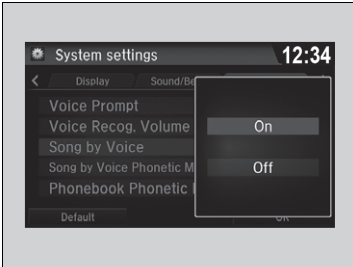 System settings
12:34
Display
Sound/Be
Voice Prompt
Voice Recog. Volume
Song by Voice
Song by Voice Phonetic M
Phonebook Phonetic
On
Off
Default